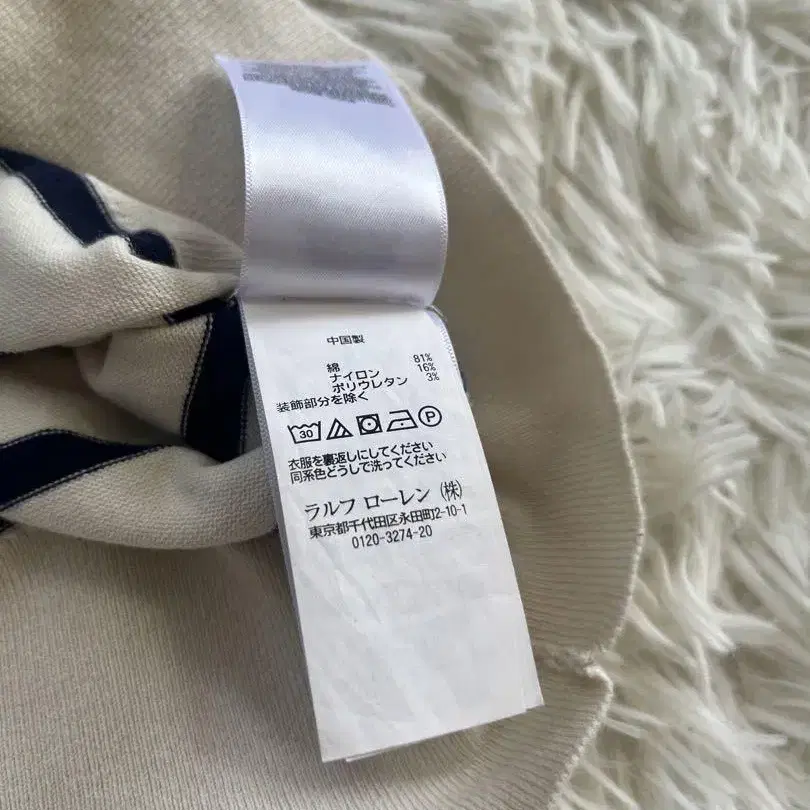 中国製
綿 81%
ナイロン 16%
ポリウレタン 3%
装飾部分を除く
30 P
衣服を裏返しにしてください
同系色どうしで洗ってください
ラルフ ローレン (株)
東京都千代田区永田町2-10-1
0120-3274-20